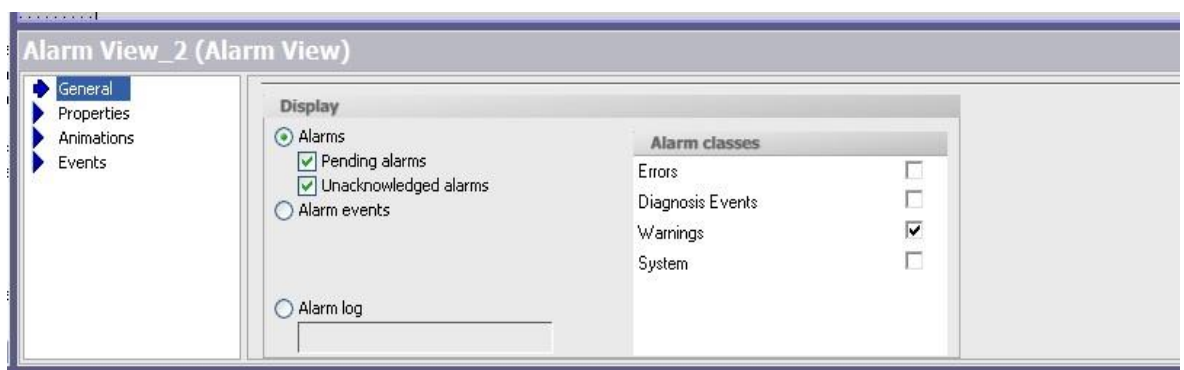 Alarm View_2 (Alarm View)
General
Properties
Animations
Events
Display
Alarms
Pending alarms
Unacknowledged alarms
Alarm events
Alarm log
Alarm classes
Errors
Diagnosis Events
Warnings
System